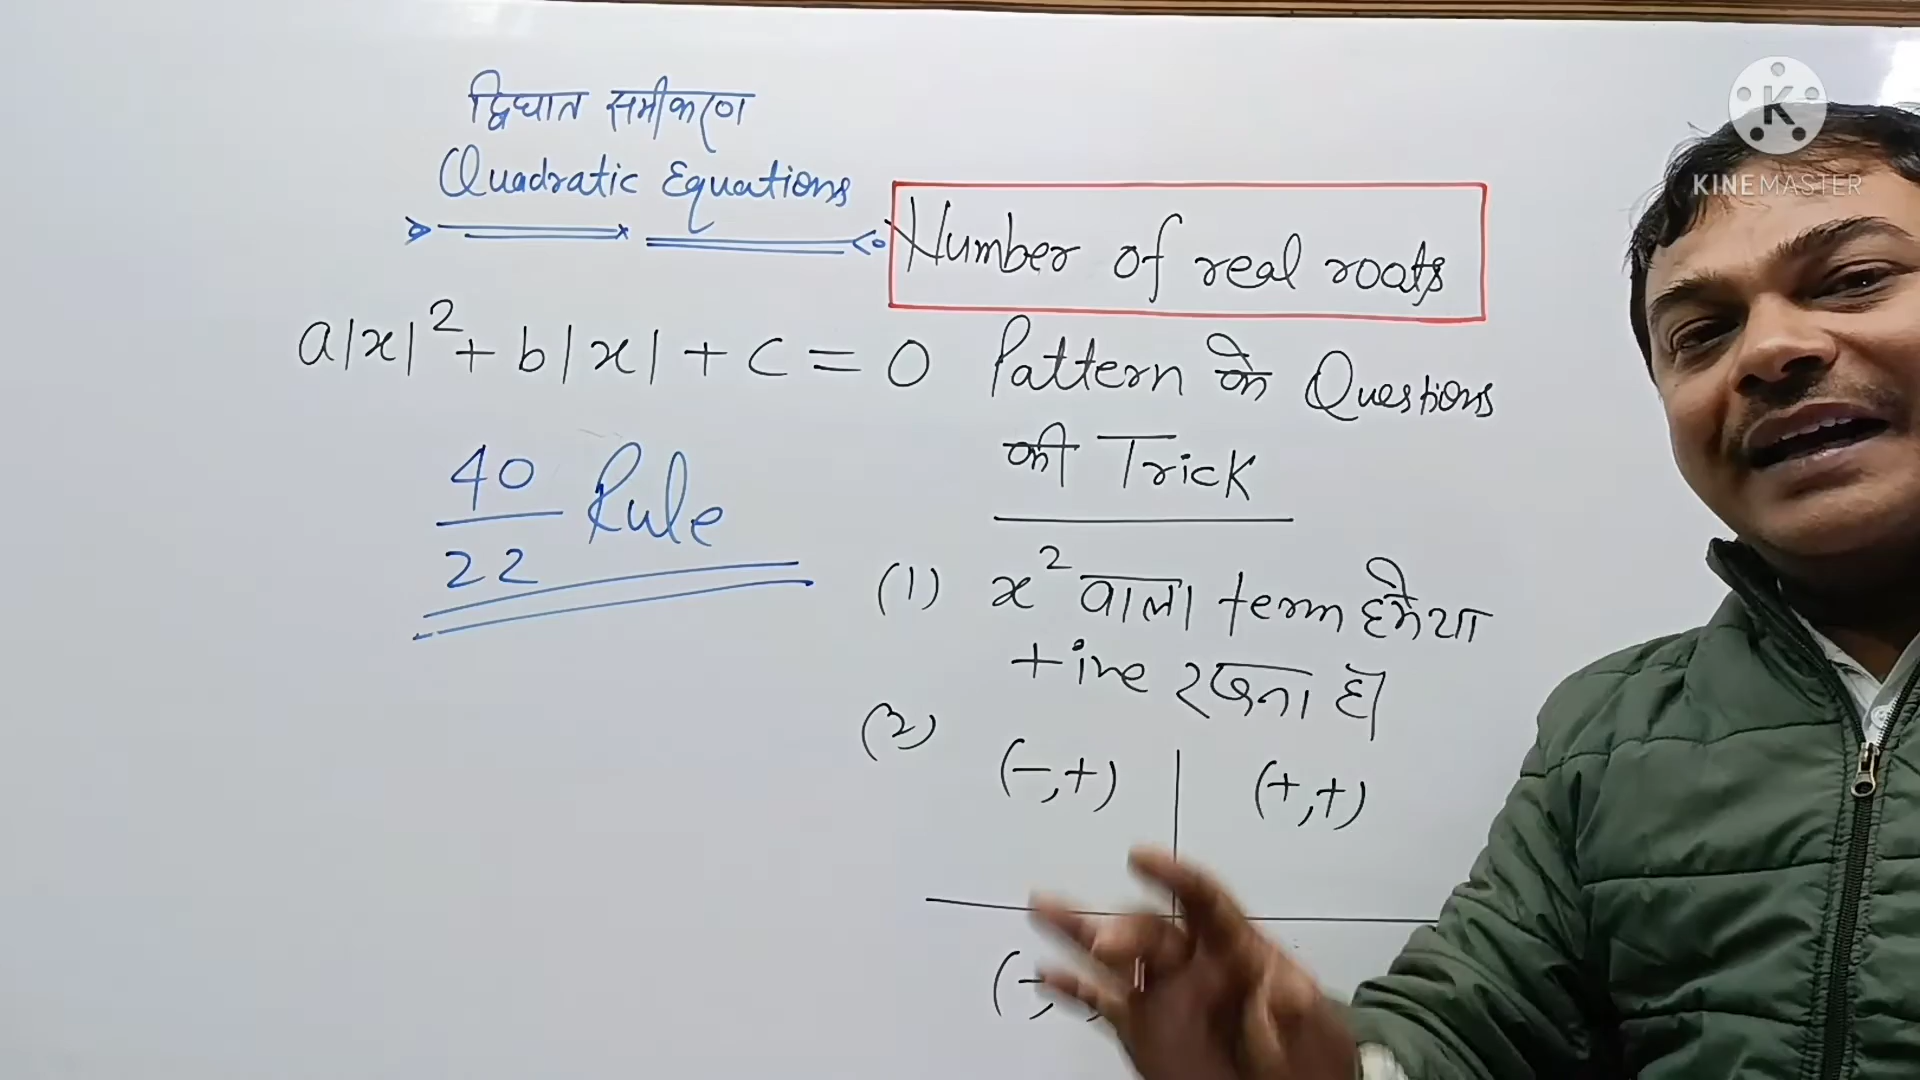 द्विघात समीकरण
Quadratic Equations
Number of real roots
a|x|² + b|x| + c = 0 Pattern के Questions
की Trick
40
22 Rule
(1) x² वाला term हमेशा
+ive रखना है
(2)
(-,+) (+,+)
(-,
K
KINEMASTER